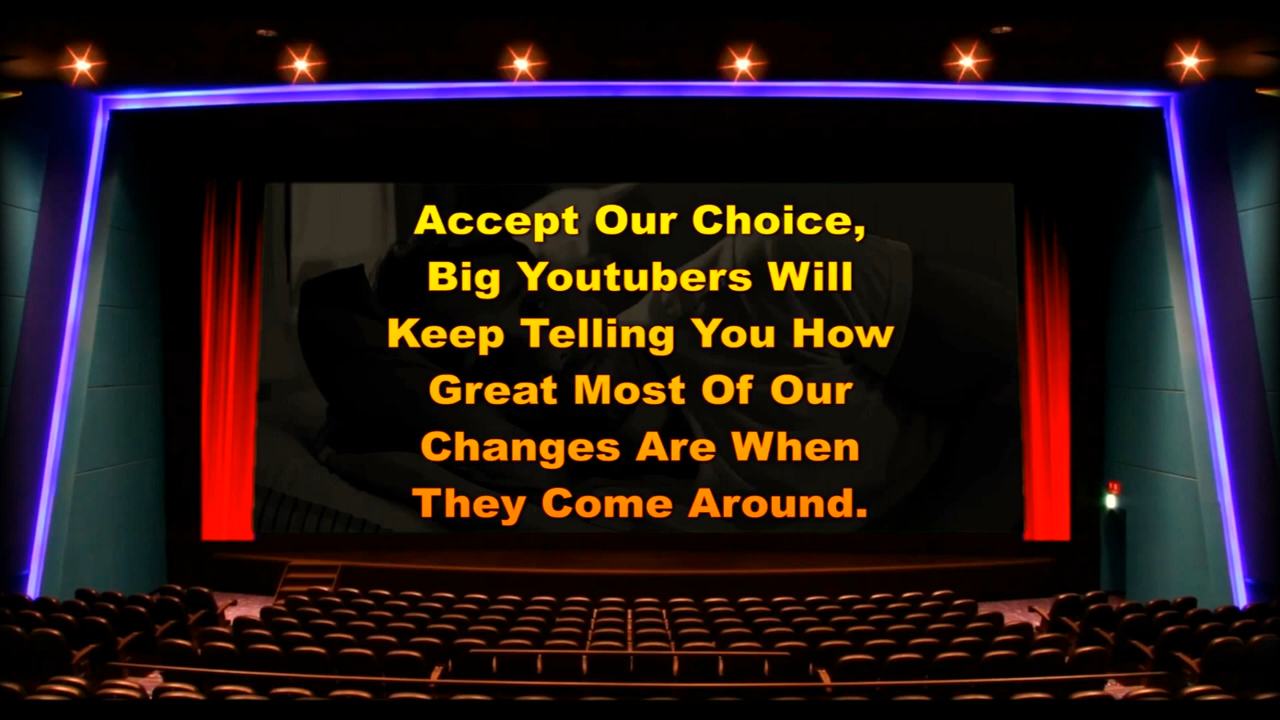 Accept Our Choice,
Big Youtubers Will
Keep Telling You How
Great Most Of Our
Changes Are When
They Come Around.